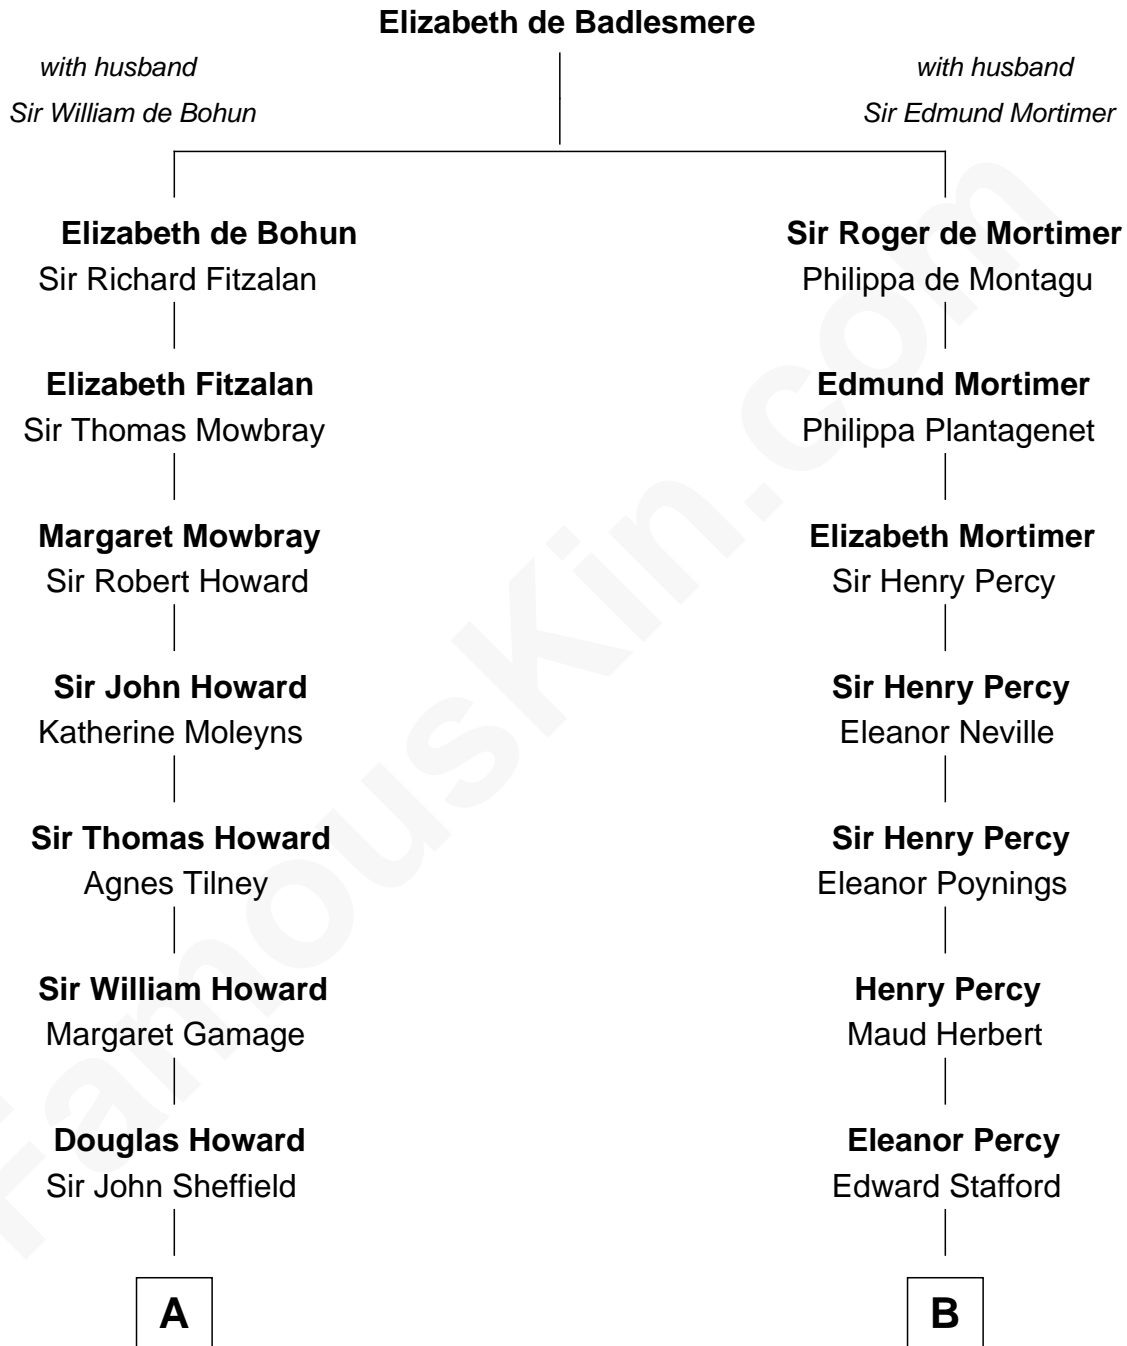 Elizabeth de Badlesmere
with husband
Sir William de Bohun
with husband
Sir Edmund Mortimer
Elizabeth de Bohun
Sir Richard Fitzalan
Sir Roger de Mortimer
Philippa de Montagu
Elizabeth Fitzalan
Sir Thomas Mowbray
Edmund Mortimer
Philippa Plantagenet
Margaret Mowbray
Sir Robert Howard
Elizabeth Mortimer
Sir Henry Percy
Sir John Howard
Katherine Moleyns
Sir Henry Percy
Eleanor Neville
Sir Thomas Howard
Agnes Tilney
Sir Henry Percy
Eleanor Poynings
Sir William Howard
Margaret Gamage
Henry Percy
Maud Herbert
Douglas Howard
Sir John Sheffield
Eleanor Percy
Edward Stafford
A
B
FamousKin.com